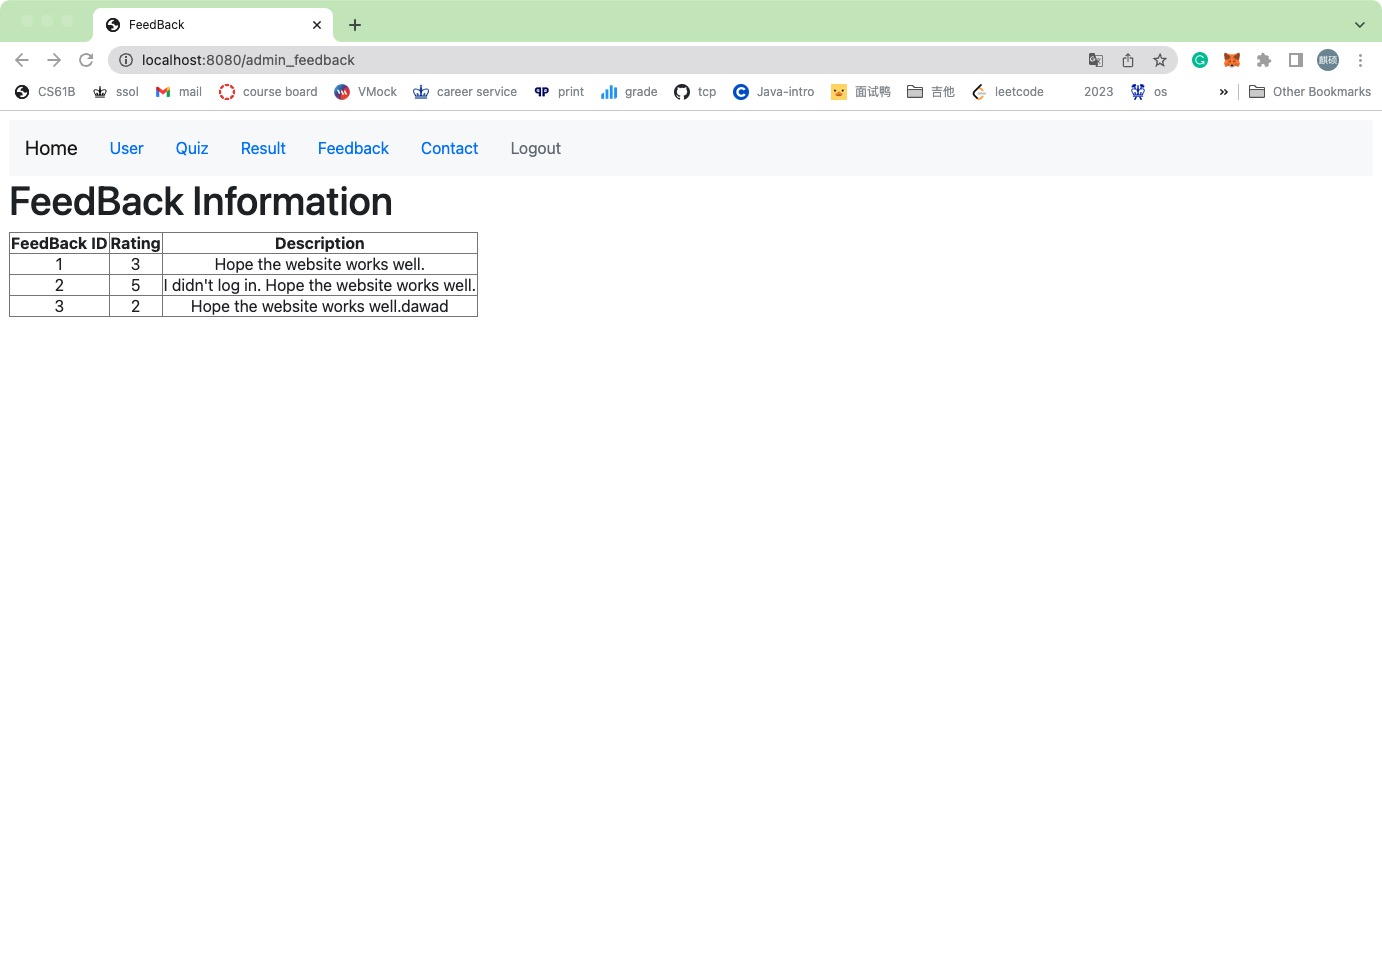 FeedBack
localhost:8080/admin_feedback
麒硕
CS61B ssol mail course board VMock career service print grade tcp Java-intro 面试鸭 吉他 leetcode 2023 os » Other Bookmarks
Home User Quiz Result Feedback Contact Logout
FeedBack Information
FeedBack ID Rating Description
1 3 Hope the website works well.
2 5 I didn't log in. Hope the website works well.
3 2 Hope the website works well.dawad